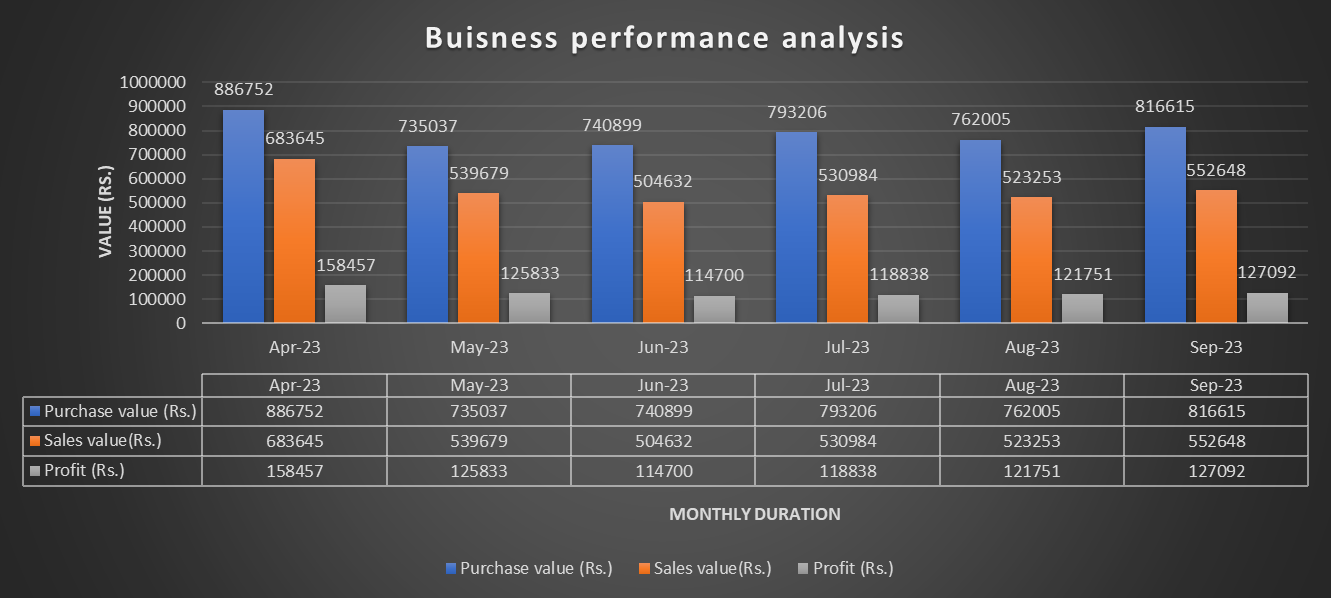 Buisness performance analysis
VALUE (RS.)
1000000
900000
800000
700000
600000
500000
400000
300000
200000
100000
0
886752 683645 158457
735037 539679 125833
740899 504632 114700
793206 530984 118838
762005 523253 121751
816615 552648 127092
Apr-23 May-23 Jun-23 Jul-23 Aug-23 Sep-23
Apr-23 May-23 Jun-23 Jul-23 Aug-23 Sep-23
Purchase value (Rs.) 886752 735037 740899 793206 762005 816615
Sales value(Rs.) 683645 539679 504632 530984 523253 552648
Profit (Rs.) 158457 125833 114700 118838 121751 127092
MONTHLY DURATION
Purchase value (Rs.) Sales value(Rs.) Profit (Rs.)